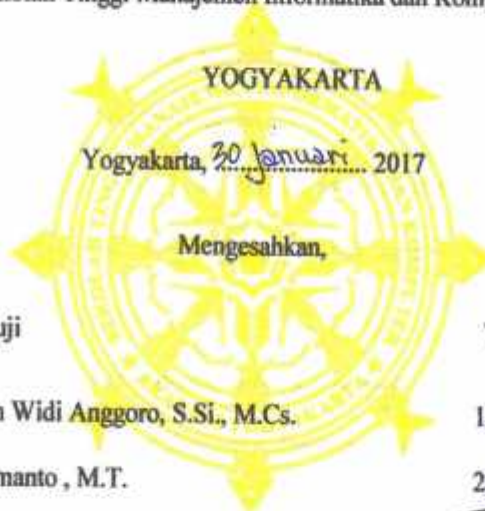 Tinggi Manajemen Informatika dan Kom
YOGYAKARTA
Yogyakarta, 30 Januari 2017
Mengesahkan,
uji
n Widi Anggoro, S.Si., M.Cs. 1
manto , M.T. 2